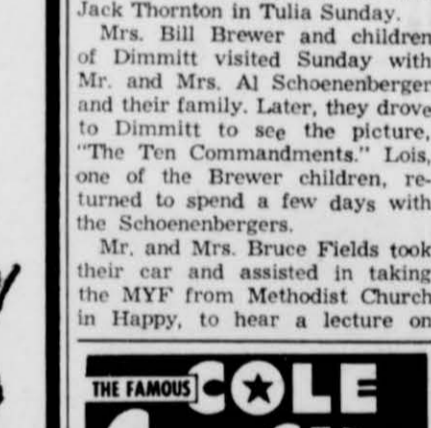 Jack Thornton in Tulia Sunday.
Mrs. Bill Brewer and children
of Dimmitt visited Sunday with
Mr. and Mrs. Al Schoenenberger
and their family. Later, they drove
to Dimmitt to see the picture,
"The Ten Commandments." Lois,
one of the Brewer children, re-
turned to spend a few days with
the Schoenenbergers.
Mr. and Mrs. Bruce Fields took
their car and assisted in taking
the MYF from Methodist Church
in Happy, to hear a lecture on
THE FAMOUS COLE